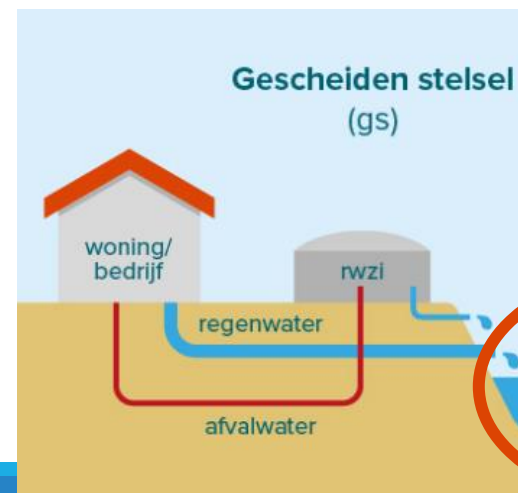 Gescheiden stelsel
(gs)
woning/
bedrijf
rwzi
regenwater
afvalwater